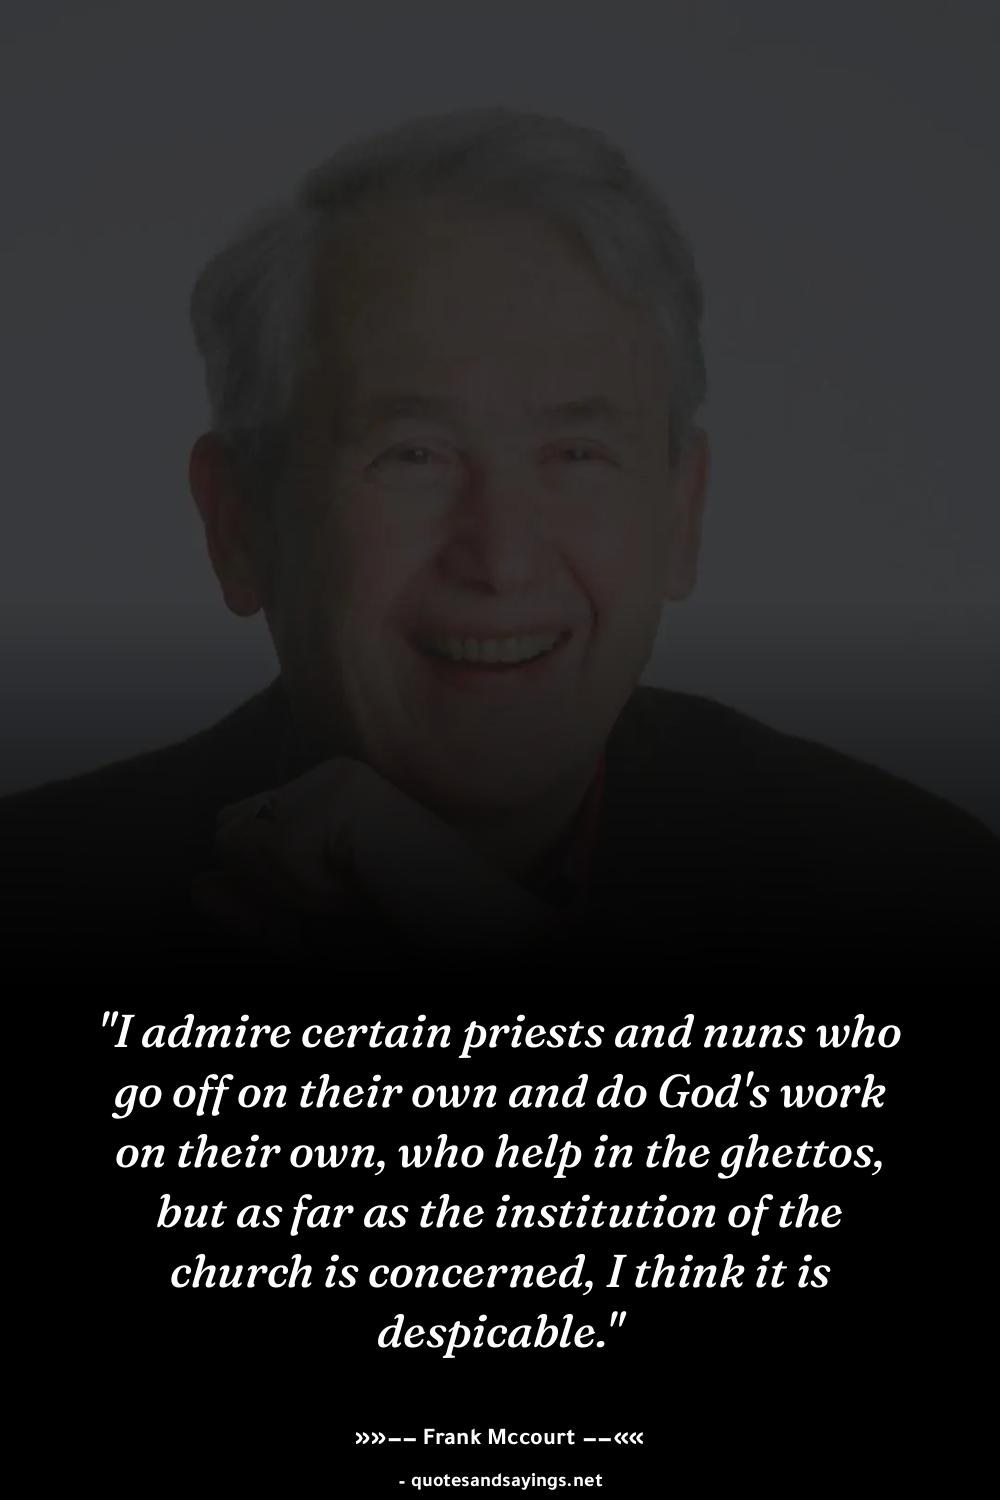 "I admire certain priests and nuns who
go off on their own and do God's work
on their own, who help in the ghettos,
but as far as the institution of the
church is concerned, I think it is
despicable."
»»−− Frank Mccourt −−««
- quotesandsayings.net